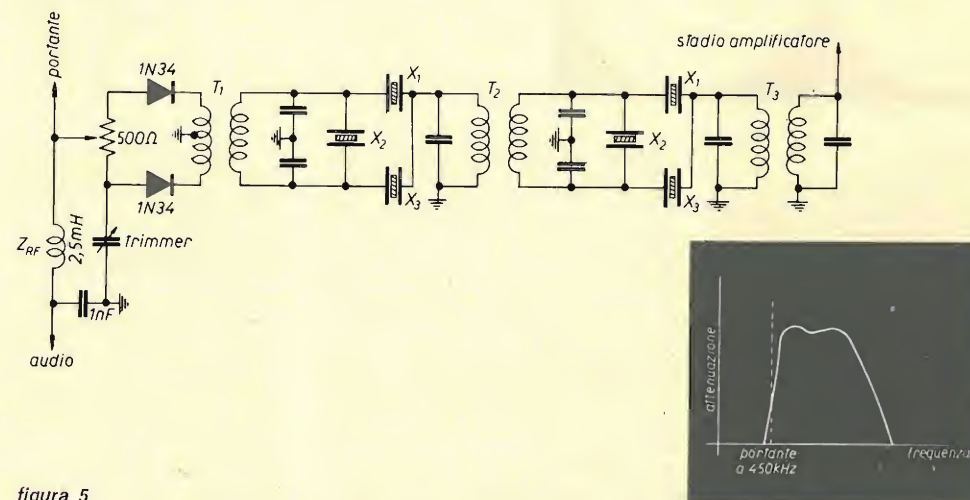 portante
1N34
T₁
500Ω
1N34
Z_RF
2,5mH
trimmer
1nF
audio
X₁
X₂
X₃
T₂
stadio amplificatore
X₁
X₂
X₃
T₃
attenuazione
portante
a 450kHz
frequenza
figura 5